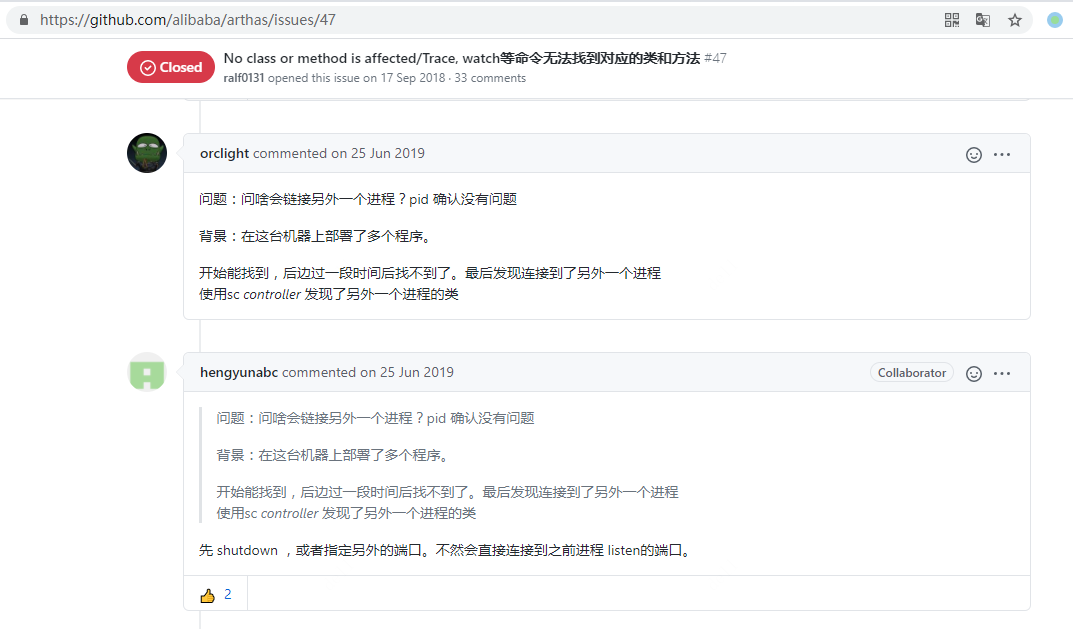 https://github.com/alibaba/arthas/issues/47
Closed
No class or method is affected/Trace, watch等命令无法找到对应的类和方法 #47
ralf0131 opened this issue on 17 Sep 2018 · 33 comments
orclight commented on 25 Jun 2019
问题：问啥会链接另外一个进程？pid 确认没有问题
背景：在这台机器上部署了多个程序。
开始能找到，后边过一段时间后找不到了。最后发现连接到了另外一个进程
使用sc controller 发现了另外一个进程的类
hengyunabc commented on 25 Jun 2019
Collaborator
问题：问啥会链接另外一个进程？pid 确认没有问题
背景：在这台机器上部署了多个程序。
开始能找到，后边过一段时间后找不到了。最后发现连接到了另外一个进程
使用sc controller 发现了另外一个进程的类
先 shutdown ，或者指定另外的端口。不然会直接连接到之前进程 listen的端口。
👍 2